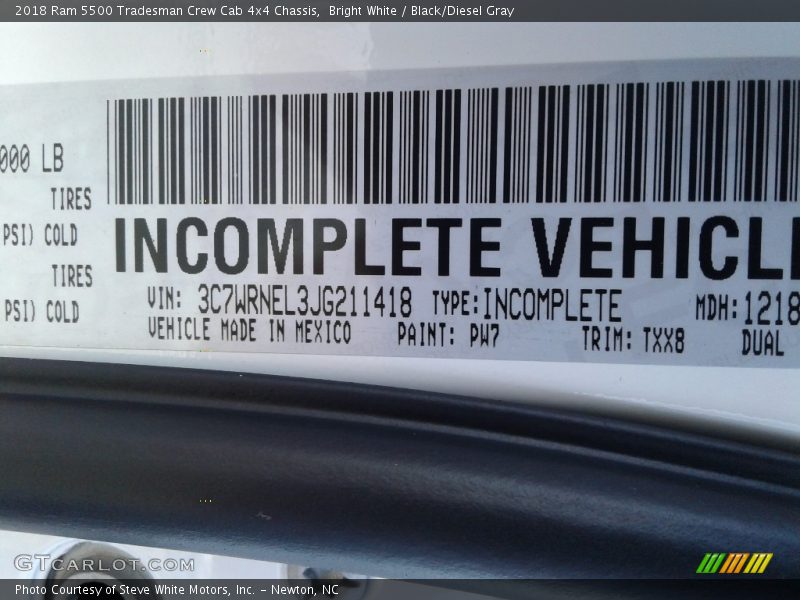 2018 Ram 5500 Tradesman Crew Cab 4x4 Chassis,  Bright White / Black/Diesel Gray
000 LB
TIRES
PSI) COLD
TIRES
PSI) COLD
INCOMPLETE VEHICL
VIN: 3C7WRNEL3JG211418 TYPE:INCOMPLETE MDH:1218
VEHICLE MADE IN MEXICO PAINT: PW7 TRIM: TXX8 DUAL
GTCARLOT.COM
Photo Courtesy of Steve White Motors, Inc. – Newton, NC